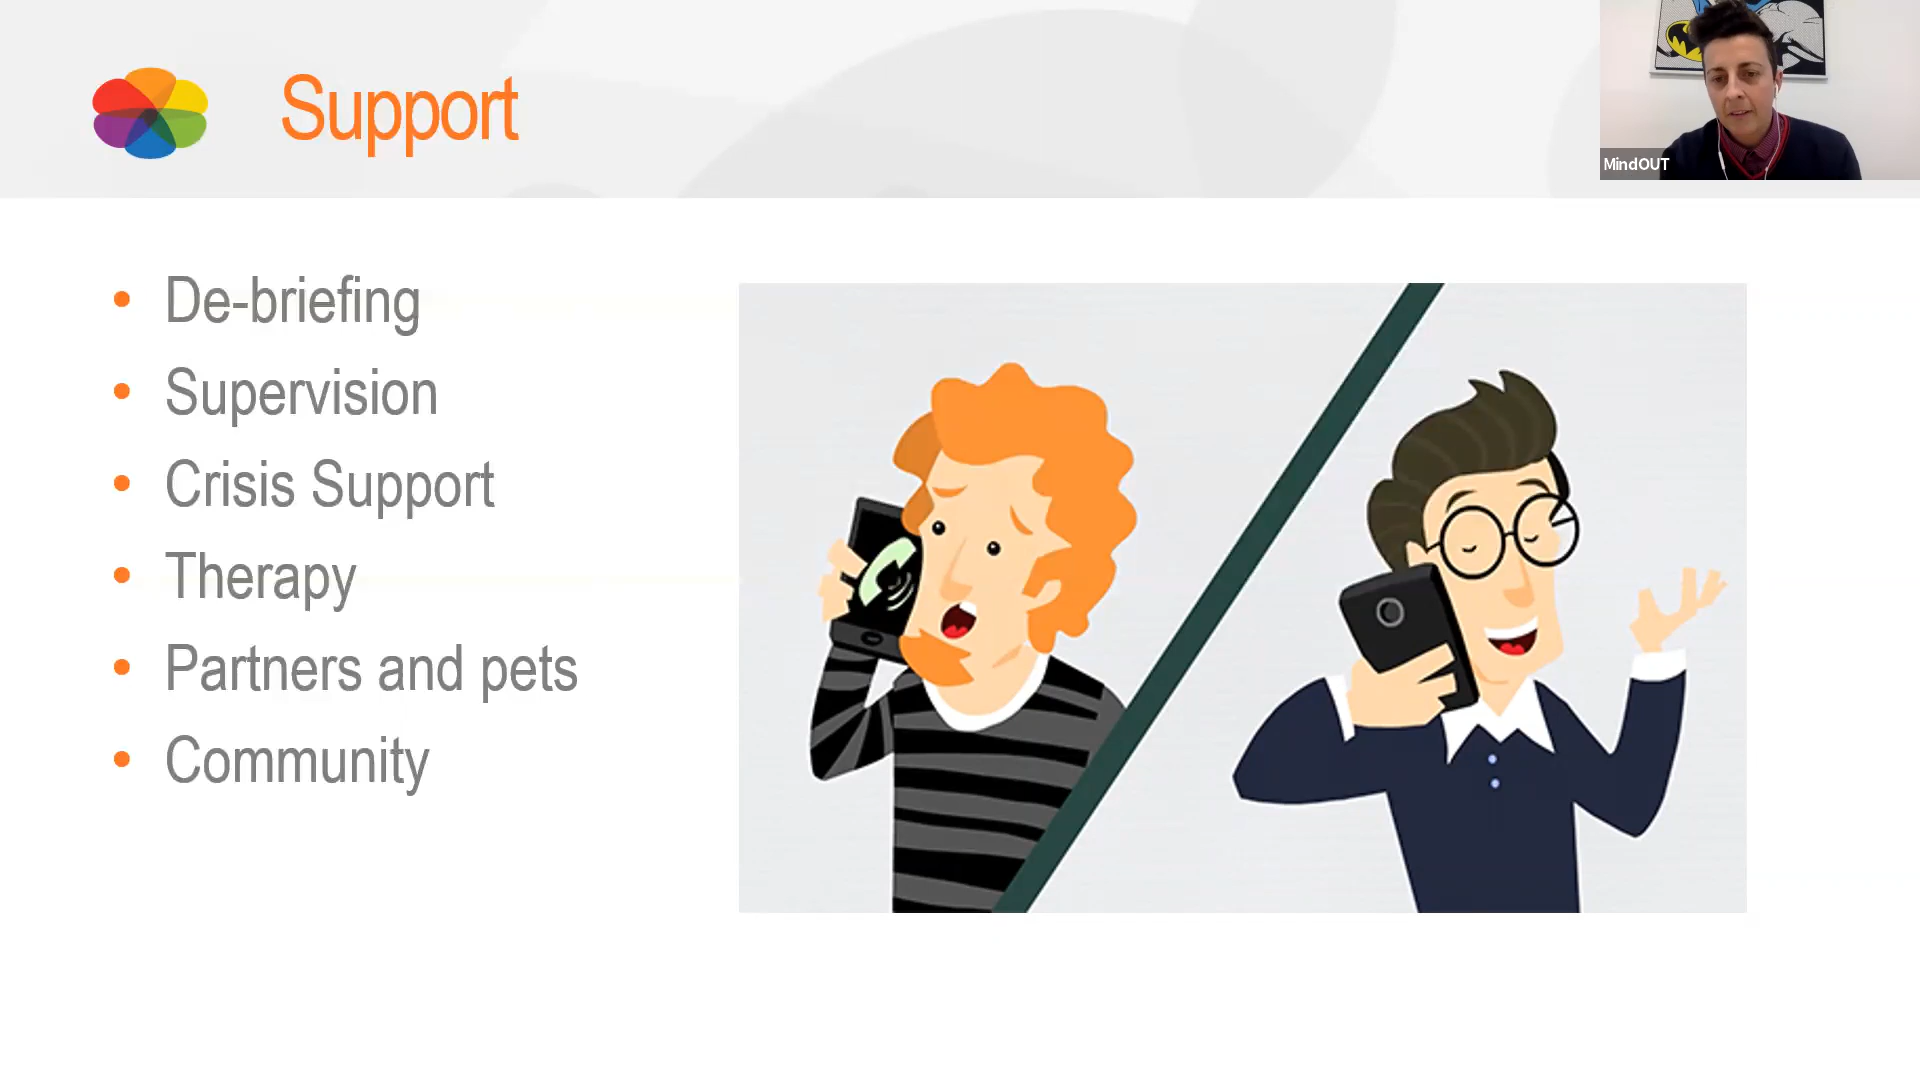 Support
MindOUT
De-briefing
Supervision
Crisis Support
Therapy
Partners and pets
Community